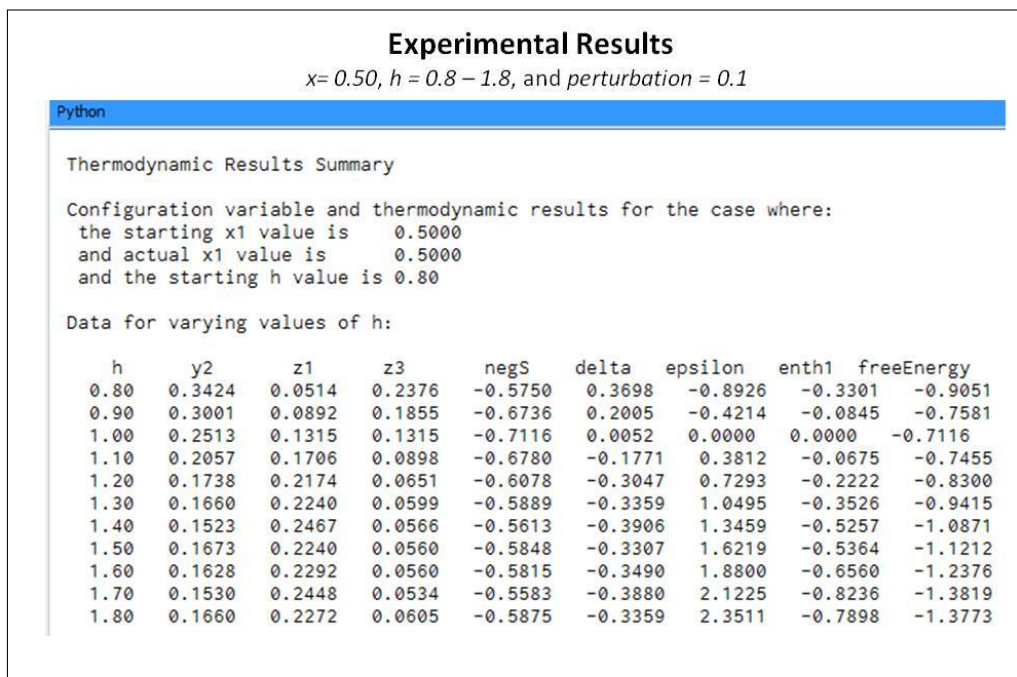 Experimental Results
x= 0.50, h = 0.8 – 1.8, and perturbation = 0.1
Python
Thermodynamic Results Summary
Configuration variable and thermodynamic results for the case where:
the starting x1 value is 0.5000
and actual x1 value is 0.5000
and the starting h value is 0.80
Data for varying values of h:
h y2 z1 z3 negS delta epsilon enth1 freeEnergy
0.80 0.3424 0.0514 0.2376 -0.5750 0.3698 -0.8926 -0.3301 -0.9051
0.90 0.3001 0.0892 0.1855 -0.6736 0.2005 -0.4214 -0.0845 -0.7581
1.00 0.2513 0.1315 0.1315 -0.7116 0.0052 0.0000 0.0000 -0.7116
1.10 0.2057 0.1706 0.0898 -0.6780 -0.1771 0.3812 -0.0675 -0.7455
1.20 0.1738 0.2174 0.0651 -0.6078 -0.3047 0.7293 -0.2222 -0.8300
1.30 0.1660 0.2240 0.0599 -0.5889 -0.3359 1.0495 -0.3526 -0.9415
1.40 0.1523 0.2467 0.0566 -0.5613 -0.3906 1.3459 -0.5257 -1.0871
1.50 0.1673 0.2240 0.0560 -0.5848 -0.3307 1.6219 -0.5364 -1.1212
1.60 0.1628 0.2292 0.0560 -0.5815 -0.3490 1.8800 -0.6560 -1.2376
1.70 0.1530 0.2448 0.0534 -0.5583 -0.3880 2.1225 -0.8236 -1.3819
1.80 0.1660 0.2272 0.0605 -0.5875 -0.3359 2.3511 -0.7898 -1.3773